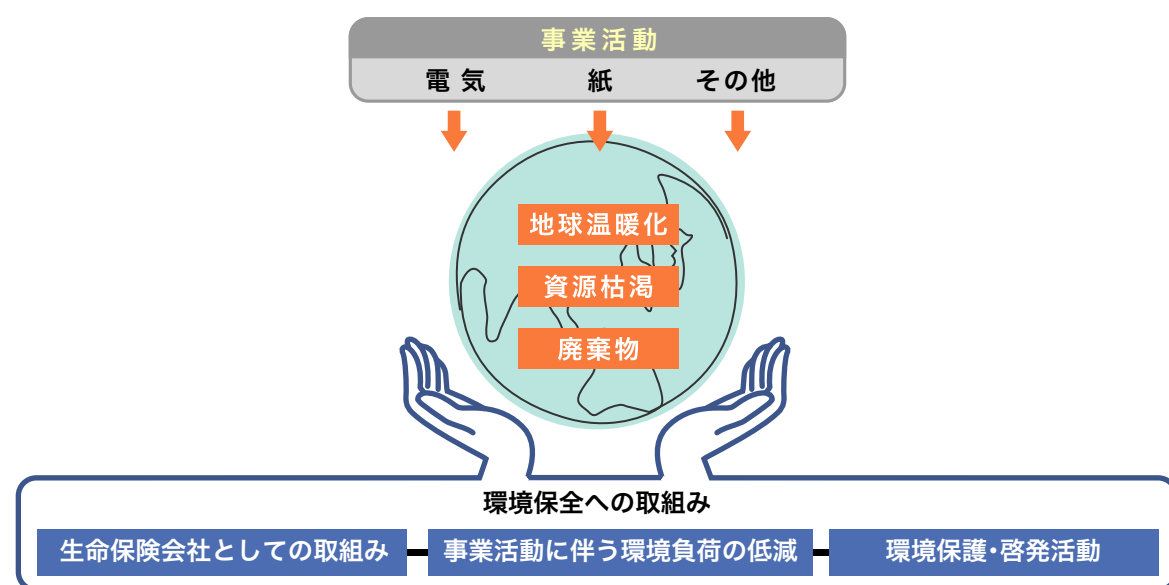 事業活動
電気 紙 その他
地球温暖化
資源枯渇
廃棄物
環境保全への取組み
生命保険会社としての取組み 事業活動に伴う環境負荷の低減 環境保護・啓発活動